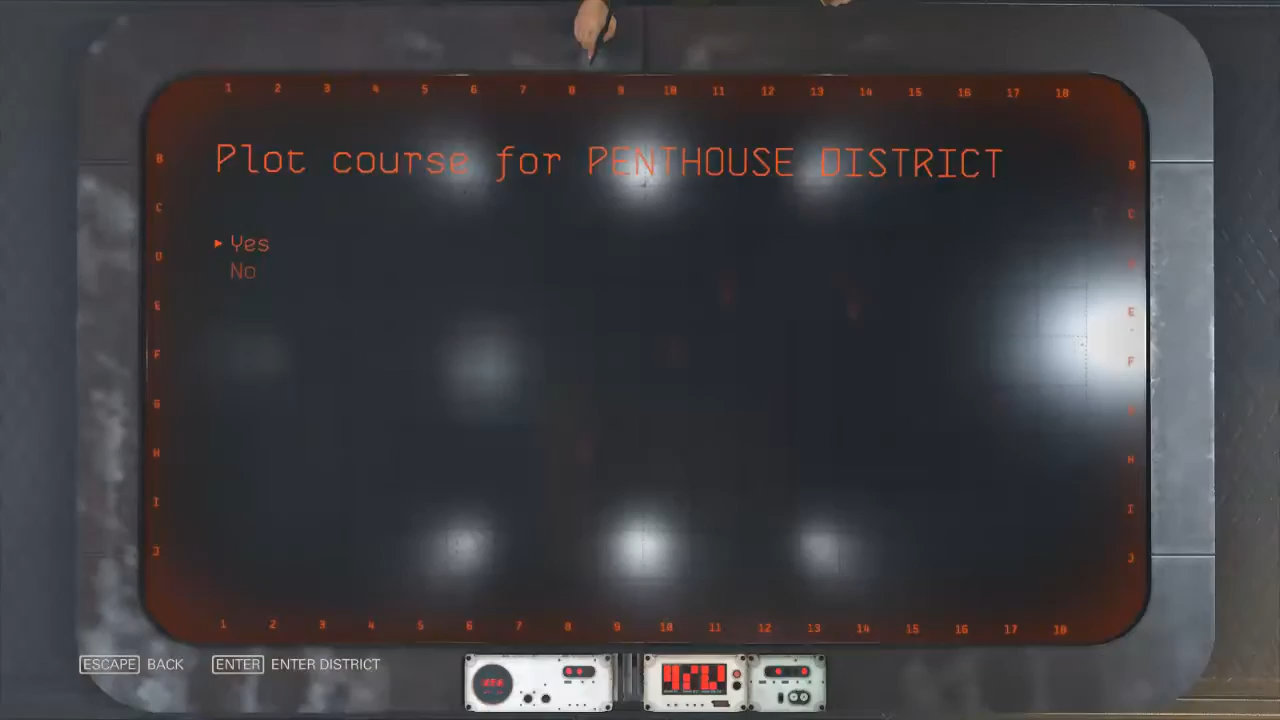 1 2 3 4 5 6 7 8 9 10 11 12 13 14 15 16 17 18
Plot course for PENTHOUSE DISTRICT
▸ Yes
No
B
C
D
E
F
G
H
I
J
B
C
E
F
H
I
J
1 2 3 4 5 6 7 8 9 10 11 12 13 14 15 16 17 18
ESCAPE BACK ENTER ENTER DISTRICT